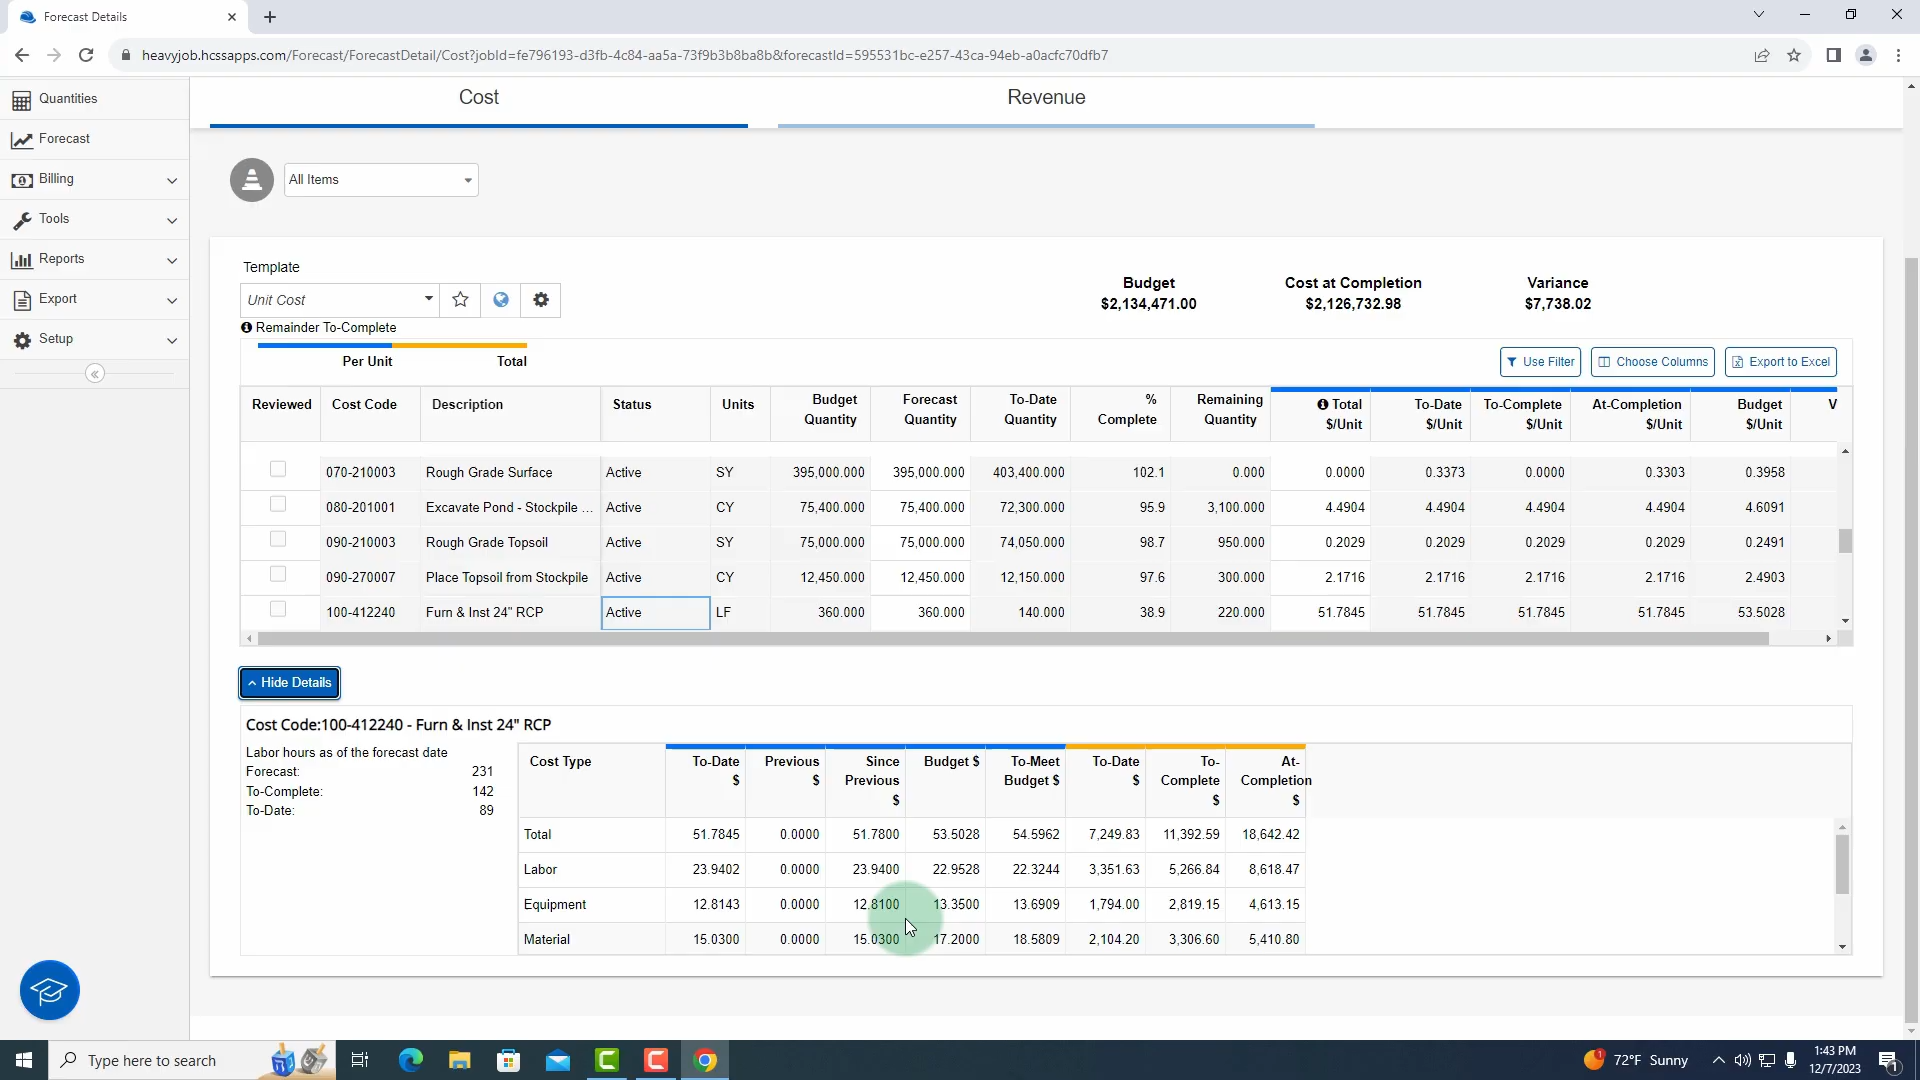 Forecast Details
heavyjob.hcssapps.com/Forecast/ForecastDetail/Cost?jobId=fe796193-d3fb-4c84-aa5a-73f9b3b8ba8b&forecastId=595531bc-e257-43ca-94eb-a0acfc70dfb7
Quantities
Forecast
Billing
Tools
Reports
Export
Setup
Cost Revenue
All Items
Template
Unit Cost
Remainder To-Complete
Budget Cost at Completion Variance
$2,134,471.00 $2,126,732.98 $7,738.02
Per Unit Total
Use Filter Choose Columns Export to Excel
Reviewed Cost Code Description Status Units Budget Quantity Forecast Quantity To-Date Quantity % Complete Remaining Quantity Total $/Unit To-Date $/Unit To-Complete $/Unit At-Completion $/Unit Budget $/Unit V
070-210003 Rough Grade Surface Active SY 395,000.000 395,000.000 403,400.000 102.1 0.000 0.0000 0.3373 0.0000 0.3303 0.3958
080-201001 Excavate Pond - Stockpile ... Active CY 75,400.000 75,400.000 72,300.000 95.9 3,100.000 4.4904 4.4904 4.4904 4.4904 4.6091
090-210003 Rough Grade Topsoil Active SY 75,000.000 75,000.000 74,050.000 98.7 950.000 0.2029 0.2029 0.2029 0.2029 0.2491
090-270007 Place Topsoil from Stockpile Active CY 12,450.000 12,450.000 12,150.000 97.6 300.000 2.1716 2.1716 2.1716 2.1716 2.4903
100-412240 Furn & Inst 24" RCP Active LF 360.000 360.000 140.000 38.9 220.000 51.7845 51.7845 51.7845 51.7845 53.5028
Hide Details
Cost Code:100-412240 - Furn & Inst 24" RCP
Labor hours as of the forecast date
Forecast: 231
To-Complete: 142
To-Date: 89
Cost Type To-Date $ Previous $ Since Previous $ Budget $ To-Meet Budget $ To-Date $ To-Complete $ At-Completion $
Total 51.7845 0.0000 51.7800 53.5028 54.5962 7,249.83 11,392.59 18,642.42
Labor 23.9402 0.0000 23.9400 22.9528 22.3244 3,351.63 5,266.84 8,618.47
Equipment 12.8143 0.0000 12.8100 13.3500 13.6909 1,794.00 2,819.15 4,613.15
Material 15.0300 0.0000 15.0300 17.2000 18.5809 2,104.20 3,306.60 5,410.80
Type here to search
72°F Sunny
1:43 PM
12/7/2023